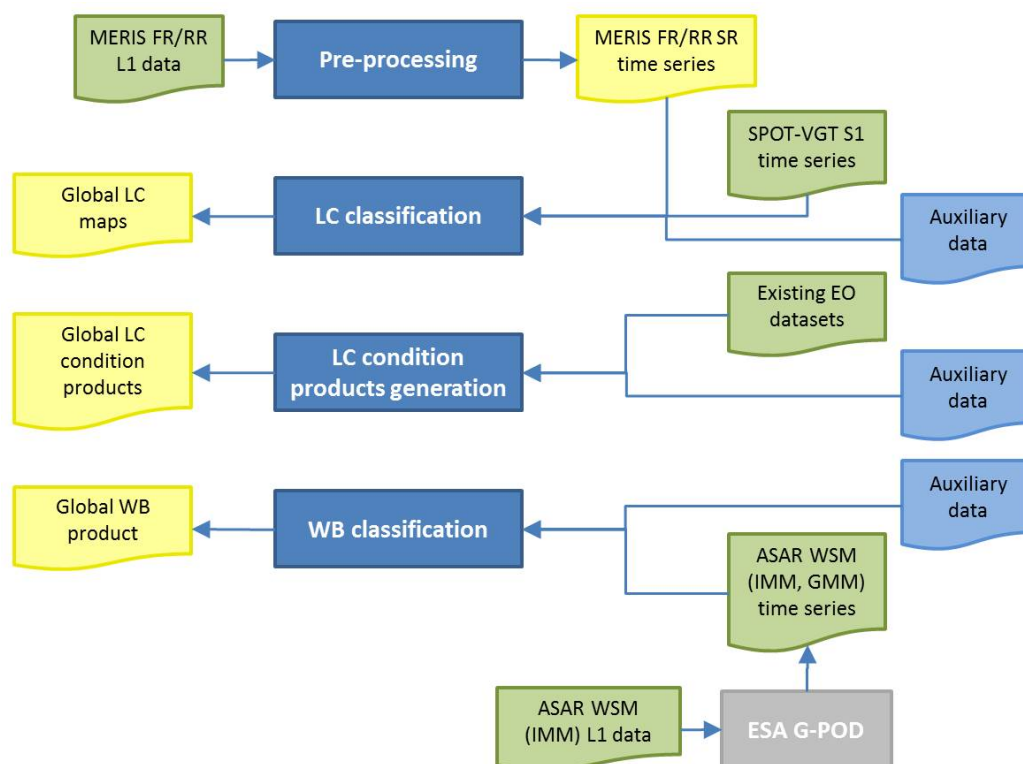 MERIS FR/RR
L1 data
Pre-processing
MERIS FR/RR SR
time series
SPOT-VGT S1
time series
Global LC
maps
LC classification
Auxiliary
data
Existing EO
datasets
Global LC
condition
products
LC condition
products generation
Auxiliary
data
Global WB
product
WB classification
Auxiliary
data
ASAR WSM
(IMM, GMM)
time series
ASAR WSM
(IMM) L1 data
ESA G-POD